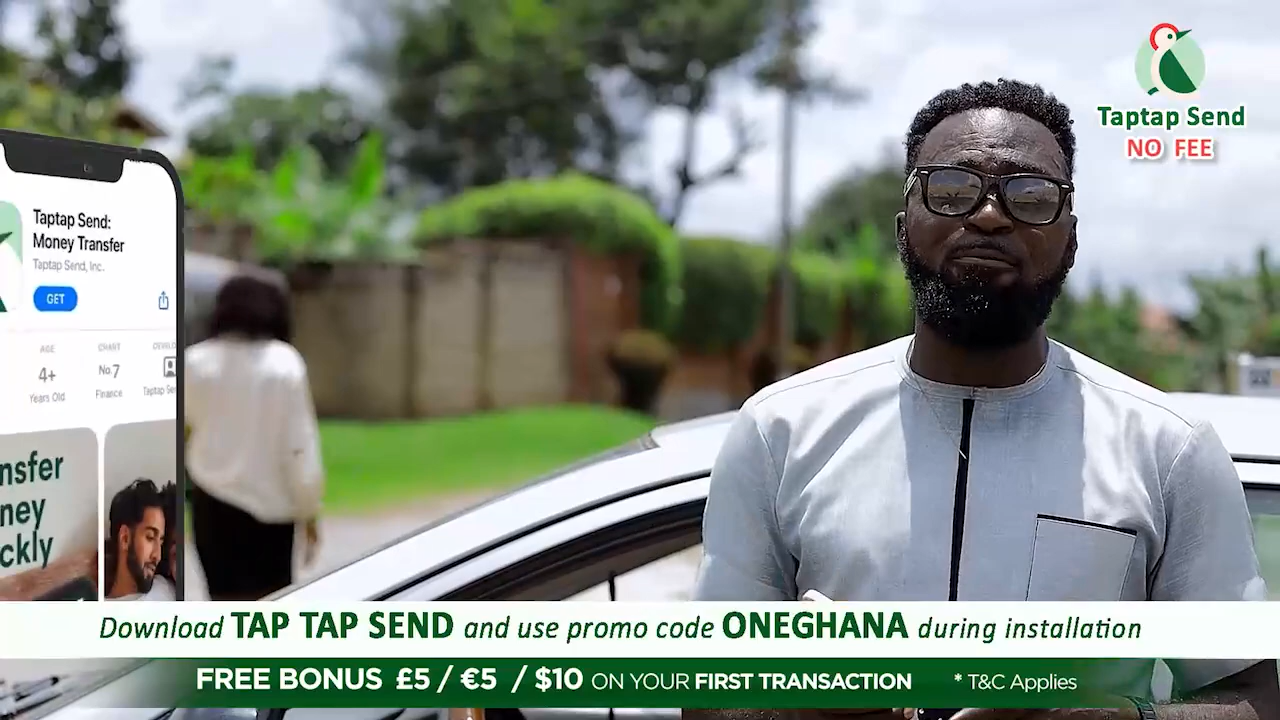 Taptap Send
NO FEE
Taptap Send:
Money Transfer
Taptap Send, Inc.
GET
AGE
CHART
4+
No.7
Years Old
Finance
nsfer
ney
ckly
Download TAP TAP SEND and use promo code ONEGHANA during installation
FREE BONUS £5 / €5 / $10 ON YOUR FIRST TRANSACTION * T&C Applies